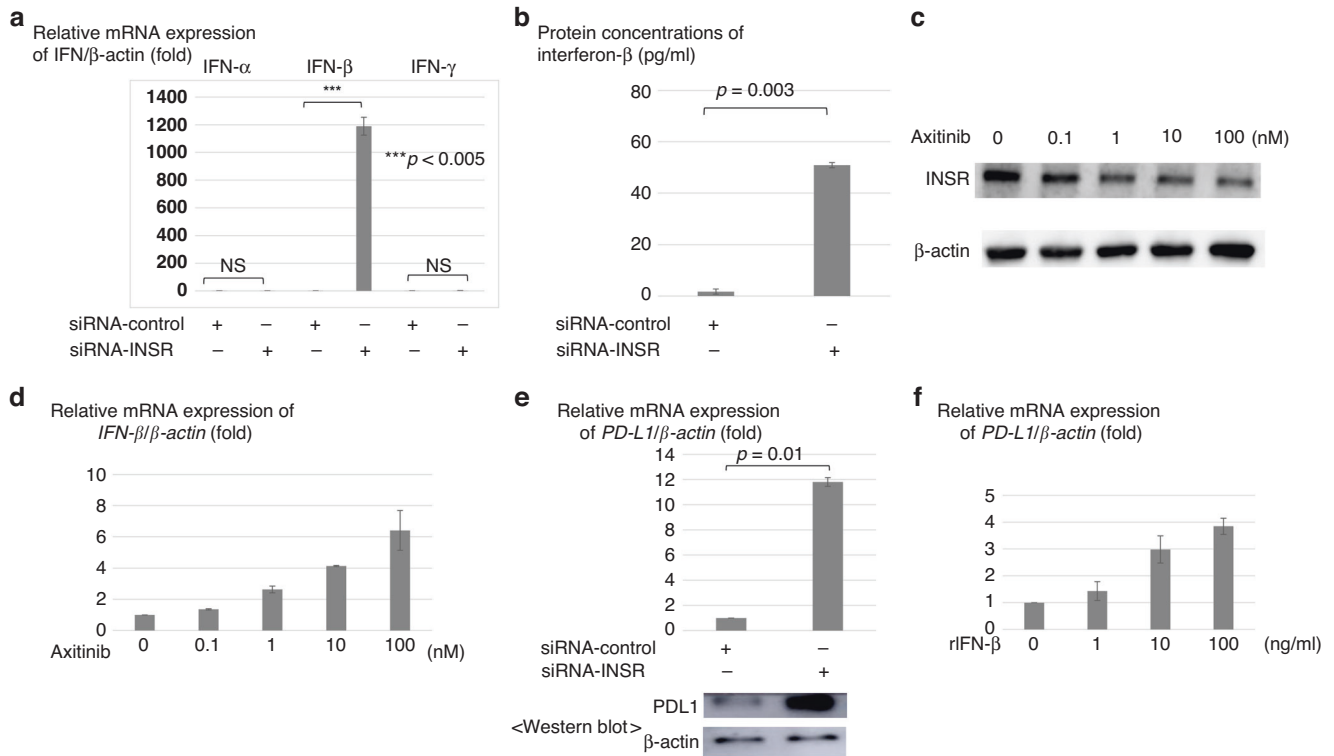 a
Relative mRNA expression
of IFN/β-actin (fold)
IFN-α IFN-β IFN-γ
1400
1200
1000
800
600
400
200
0
***
***p < 0.005
NS NS
siRNA-control + – + – + –
siRNA-INSR – + – + – +
b
Protein concentrations of
interferon-β (pg/ml)
80
60
40
20
0
p = 0.003
siRNA-control + –
siRNA-INSR – +
c
Axitinib 0 0.1 1 10 100 (nM)
INSR
β-actin
d
Relative mRNA expression of
IFN-β/β-actin (fold)
10
8
6
4
2
0
Axitinib 0 0.1 1 10 100 (nM)
e
Relative mRNA expression
of PD-L1/β-actin (fold)
14
12
10
8
6
4
2
0
p = 0.01
siRNA-control + –
siRNA-INSR – +
PDL1
<Western blot>
β-actin
f
Relative mRNA expression
of PD-L1/β-actin (fold)
5
4
3
2
1
0
rIFN-β 0 1 10 100 (ng/ml)